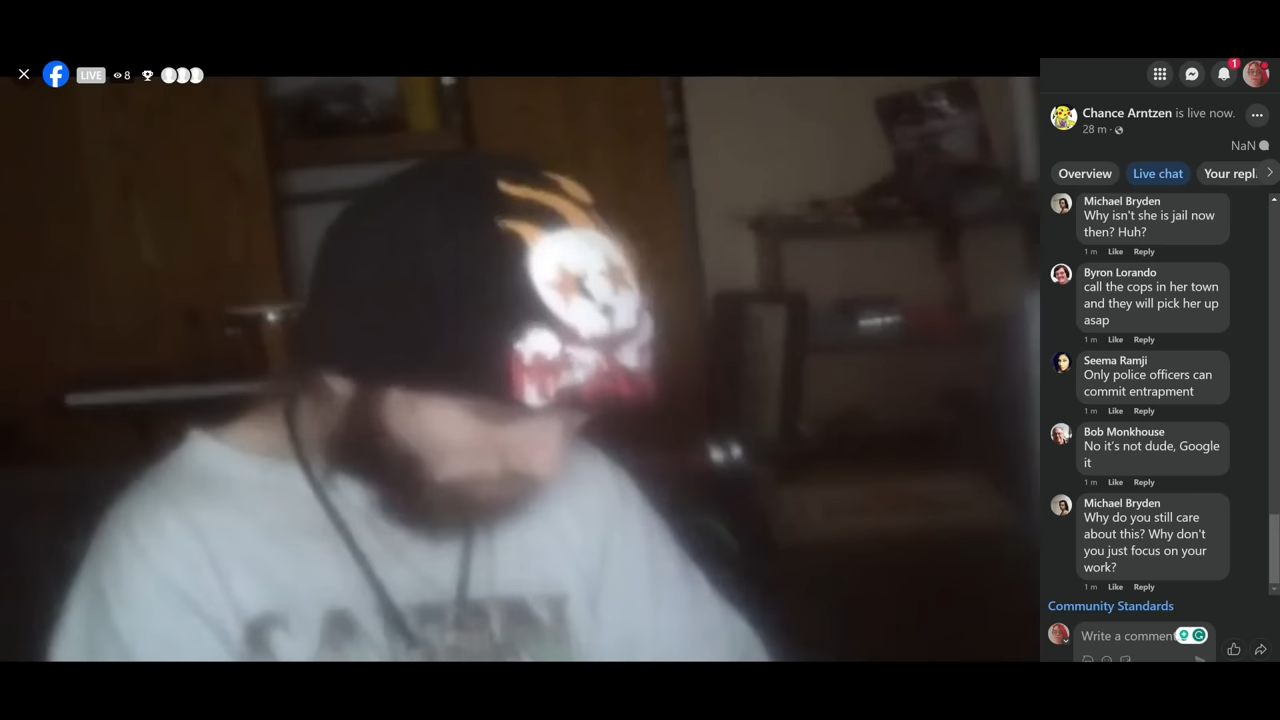 LIVE
8
1
Chance Arntzen is live now.
28 m
NaN
Overview
Live chat
Your repl
Michael Bryden
Why isn't she is jail now
then? Huh?
1 m Like Reply
Byron Lorando
call the cops in her town
and they will pick her up
asap
1 m Like Reply
Seema Ramji
Only police officers can
commit entrapment
1 m Like Reply
Bob Monkhouse
No it's not dude, Google
it
1 m Like Reply
Michael Bryden
Why do you still care
about this? Why don't
you just focus on your
work?
1 m Like Reply
Community Standards
Write a comment